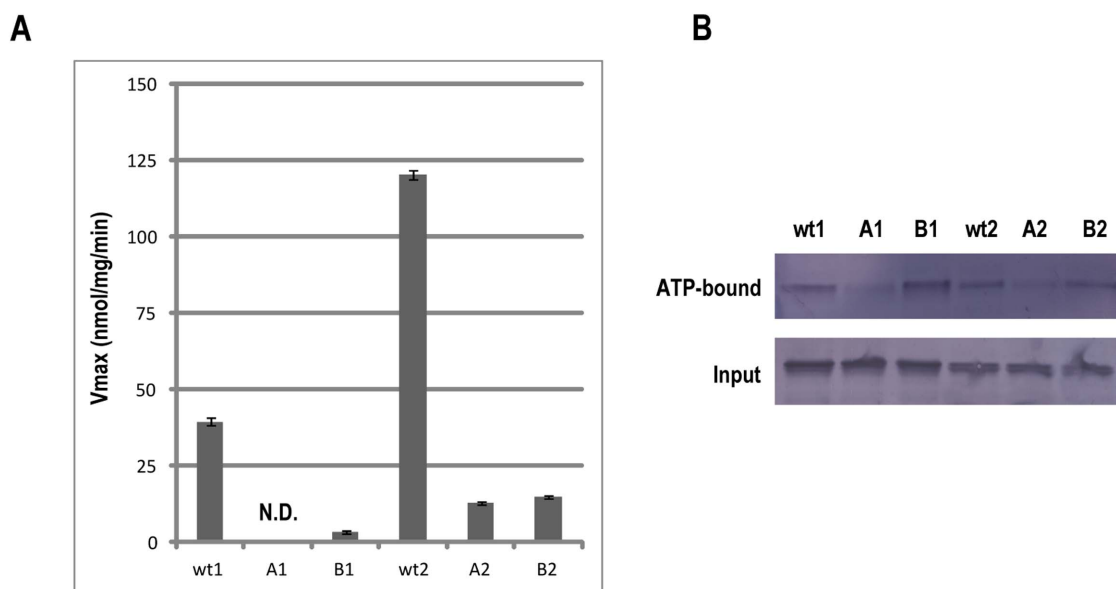 A
B
150
125
100
75
50
25
0
Vmax (nmol/mg/min)
N.D.
wt1 A1 B1 wt2 A2 B2
wt1 A1 B1 wt2 A2 B2
ATP-bound
Input